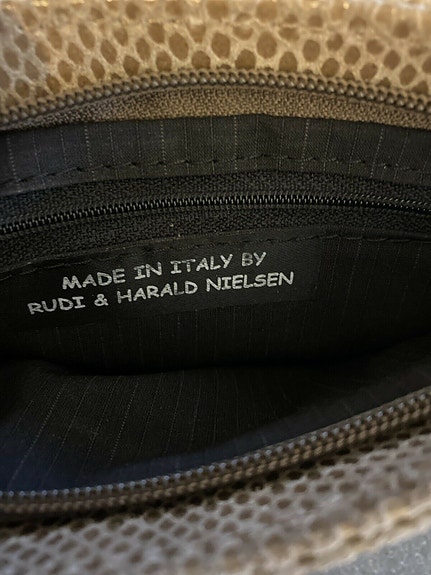 MADE IN ITALY BY
RUDI & HARALD NIELSEN